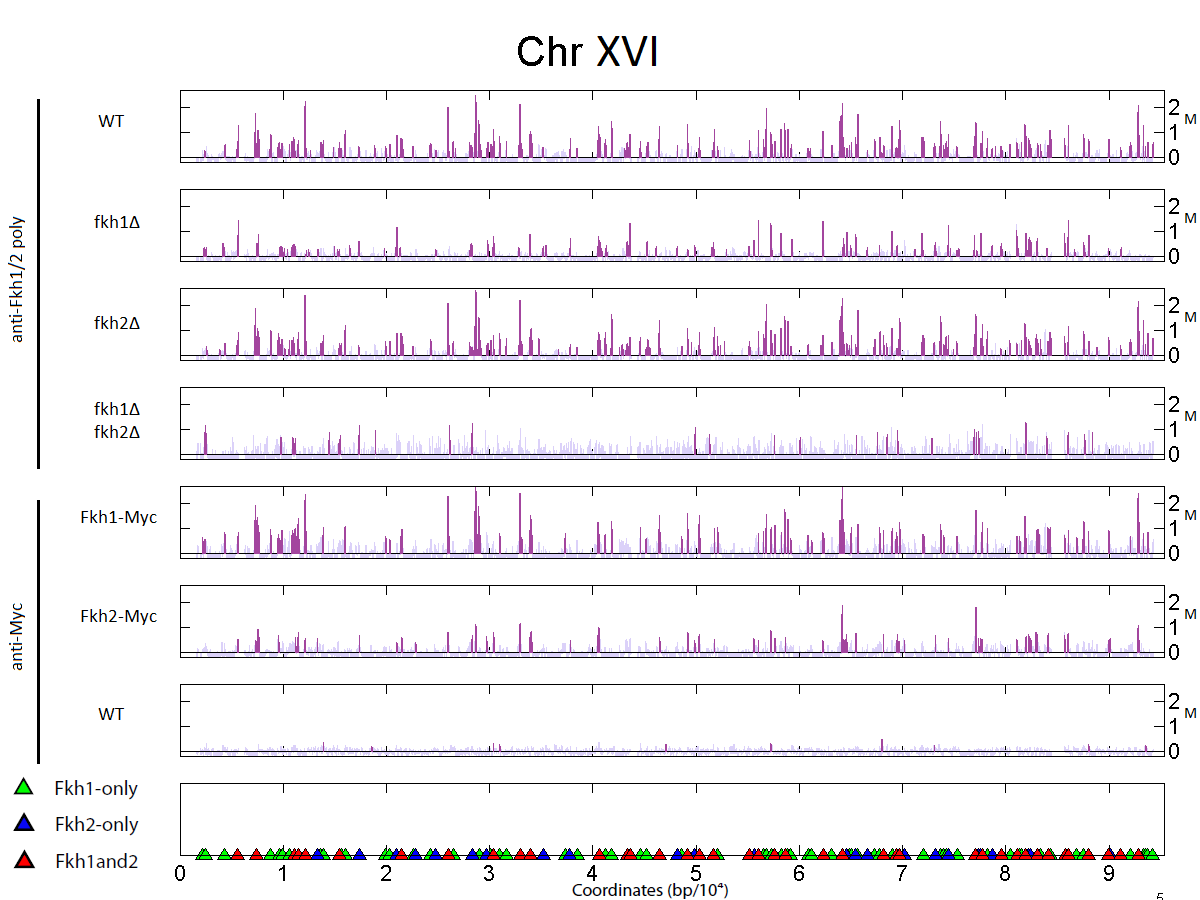 Chr XVI
anti-Fkh1/2 poly
WT
2
1
0
M
fkh1Δ
2
1
0
M
fkh2Δ
2
1
0
M
fkh1Δ
fkh2Δ
2
1
0
M
anti-Myc
Fkh1-Myc
2
1
0
M
Fkh2-Myc
2
1
0
M
WT
2
1
0
M
Fkh1-only
Fkh2-only
Fkh1and2
0 1 2 3 4 5 6 7 8 9
Coordinates (bp/10⁴)
5